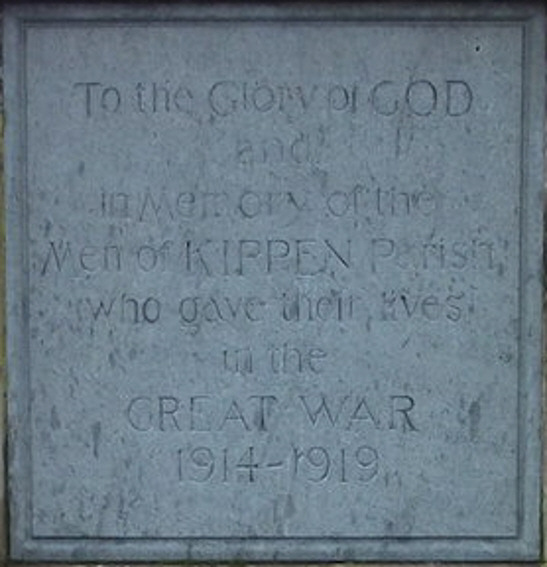 To the Glory of GOD
and
in Memory of the
Men of KIPPEN Parish
who gave their lives
in the
GREAT WAR
1914-1919